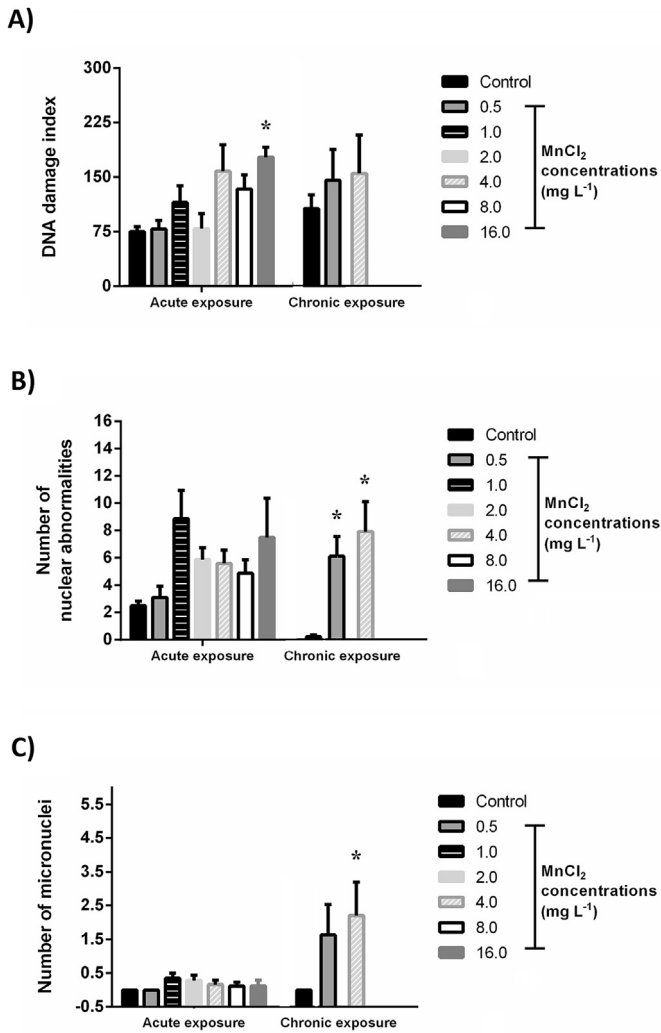 A)
300
225
150
75
0
DNA damage index
*
Acute exposure
Chronic exposure
Control
0.5
1.0
2.0
4.0
8.0
16.0
MnCl2
concentrations
(mg L-1)
B)
16
14
12
10
8
6
4
2
0
Number of
nuclear abnormalities
*
*
Acute exposure
Chronic exposure
Control
0.5
1.0
2.0
4.0
8.0
16.0
MnCl2
concentrations
(mg L-1)
C)
5.5
4.5
3.5
2.5
1.5
0.5
-0.5
Number of micronuclei
*
Acute exposure
Chronic exposure
Control
0.5
1.0
2.0
4.0
8.0
16.0
MnCl2
concentrations
(mg L-1)